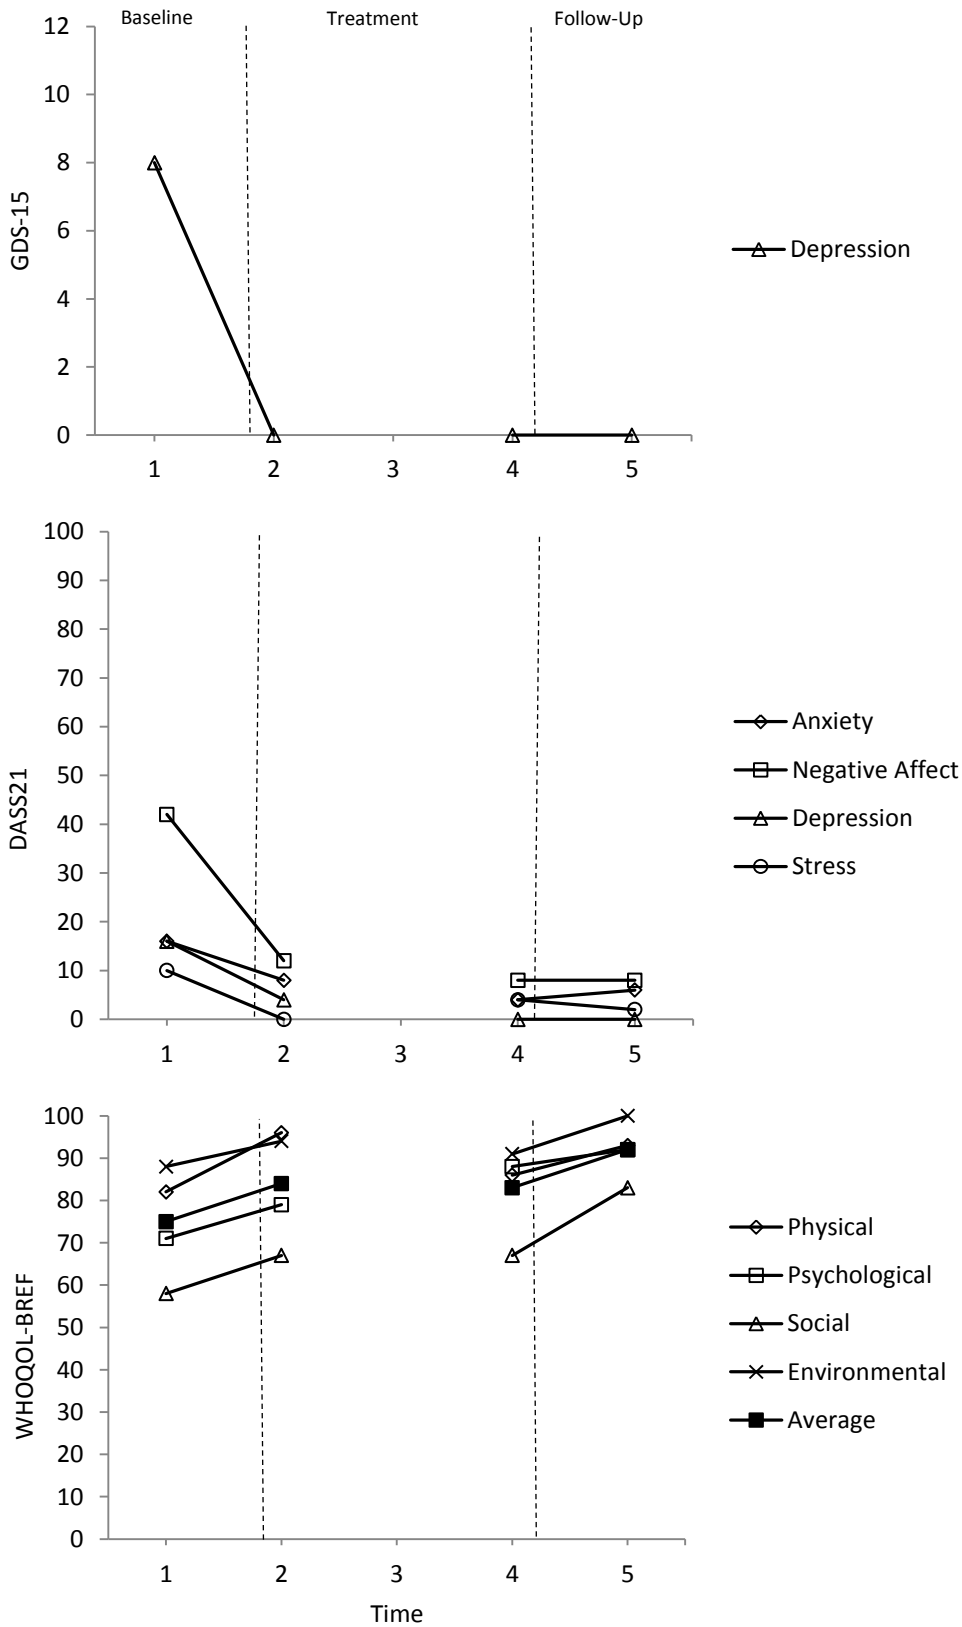 Baseline Treatment Follow-Up
12
10
8
6
4
2
0
GDS-15
1 2 3 4 5
Depression
100
90
80
70
60
50
40
30
20
10
0
DASS21
1 2 3 4 5
Anxiety
Negative Affect
Depression
Stress
100
90
80
70
60
50
40
30
20
10
0
WHOQOL-BREF
1 2 3 4 5
Time
Physical
Psychological
Social
Environmental
Average